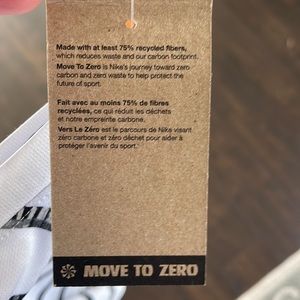 Made with at least 75% recycled fibers,
which reduces waste and our carbon footprint.
Move To Zero is Nike's journey toward zero
carbon and zero waste to help protect the
future of sport.
Fait avec au moins 75% de fibres
recyclées, ce qui réduit les déchets
et notre empreinte carbone.
Vers Le Zéro est le parcours de Nike visant
zéro carbone et zéro déchet pour aider à
protéger l'avenir du sport.
MOVE TO ZERO